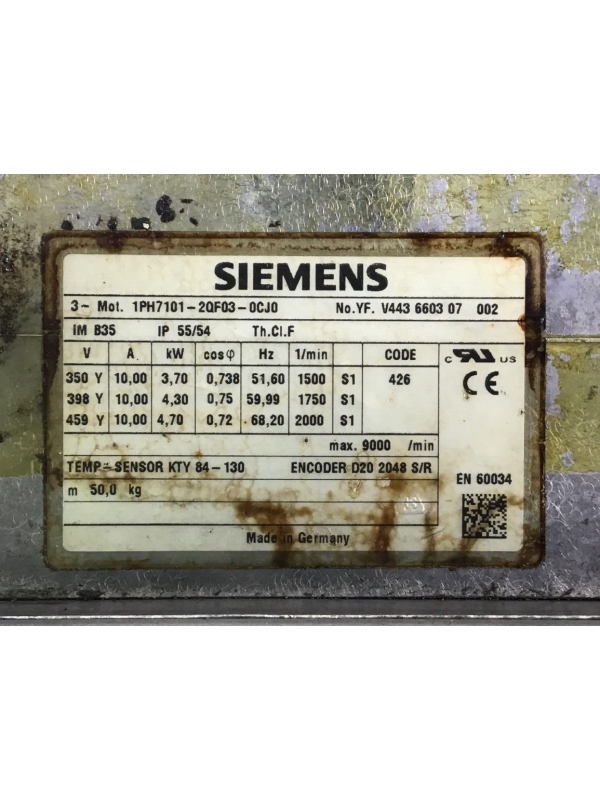 SIEMENS
3~ Mot. 1PH7101-2QF03-0CJ0 No.YF. V443 6603 07 002
IM B35 IP 55/54 Th.Cl.F
V A kW cosφ Hz 1/min CODE
350 Y 10,00 3,70 0,738 51,60 1500 S1 426
398 Y 10,00 4,30 0,75 59,99 1750 S1
459 Y 10,00 4,70 0,72 68,20 2000 S1
c RU US
CE
max. 9000 /min
TEMP-SENSOR KTY 84-130 ENCODER D20 2048 S/R
EN 60034
m 50,0 kg
Made in Germany